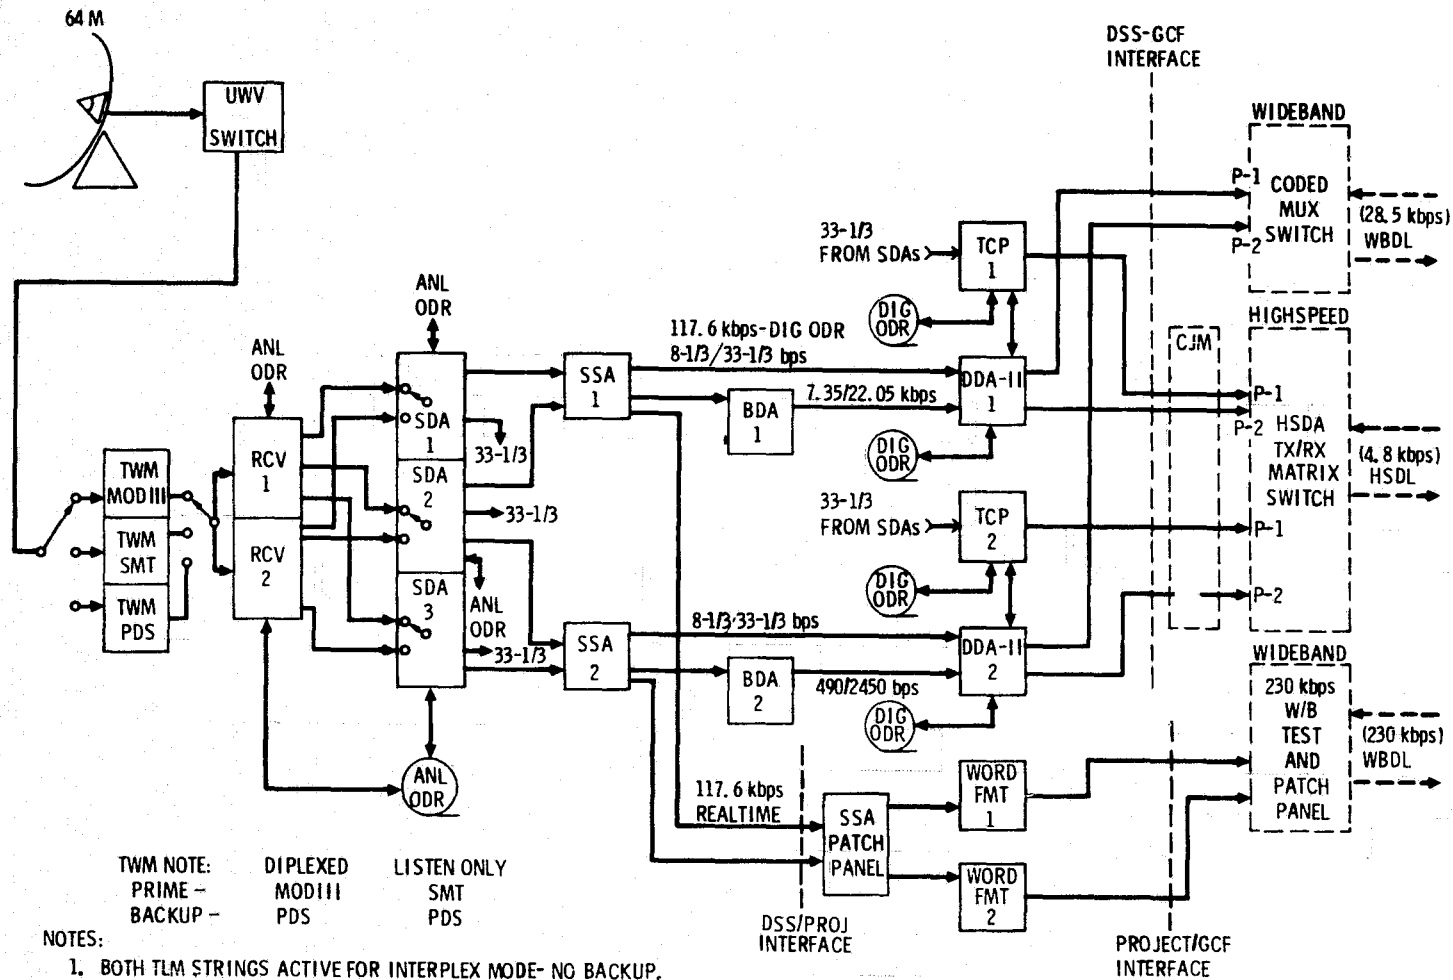 64 M
UWV
SWITCH
DSS-GCF
INTERFACE
WIDEBAND
P-1
CODED
MUX
SWITCH
P-2
(28.5 kbps)
WBDL
33-1/3
FROM SDAs
TCP
1
DIG
ODR
HIGHSPEED
CJM
ANL
ODR
ANL
ODR
117.6 kbps-DIG ODR
8-1/3/33-1/3 bps
SSA
1
BDA
1
7.35/22.05 kbps
DDA-II
1
DIG
ODR
P-1
P-2
HSDA
TX/RX
MATRIX
SWITCH
(4.8 kbps)
HSDL
P-1
P-2
TWM
MOD III
TWM
SMT
TWM
PDS
RCV
1
RCV
2
SDA
1
33-1/3
SDA
2
33-1/3
SDA
3
ANL
ODR
33-1/3
33-1/3
FROM SDAs
TCP
2
DIG
ODR
8-1/3·33-1/3 bps
SSA
2
BDA
2
490/2450 bps
DDA-II
2
DIG
ODR
WIDEBAND
230 kbps
W/B
TEST
AND
PATCH
PANEL
(230 kbps)
WBDL
ANL
ODR
117.6 kbps
REALTIME
SSA
PATCH
PANEL
WORD
FMT
1
WORD
FMT
2
DSS/PROJ
INTERFACE
PROJECT/GCF
INTERFACE
TWM NOTE: DIPLEXED LISTEN ONLY
PRIME - MOD III SMT
BACKUP - PDS PDS
NOTES:
1. BOTH TLM STRINGS ACTIVE FOR INTERPLEX MODE- NO BACKUP.